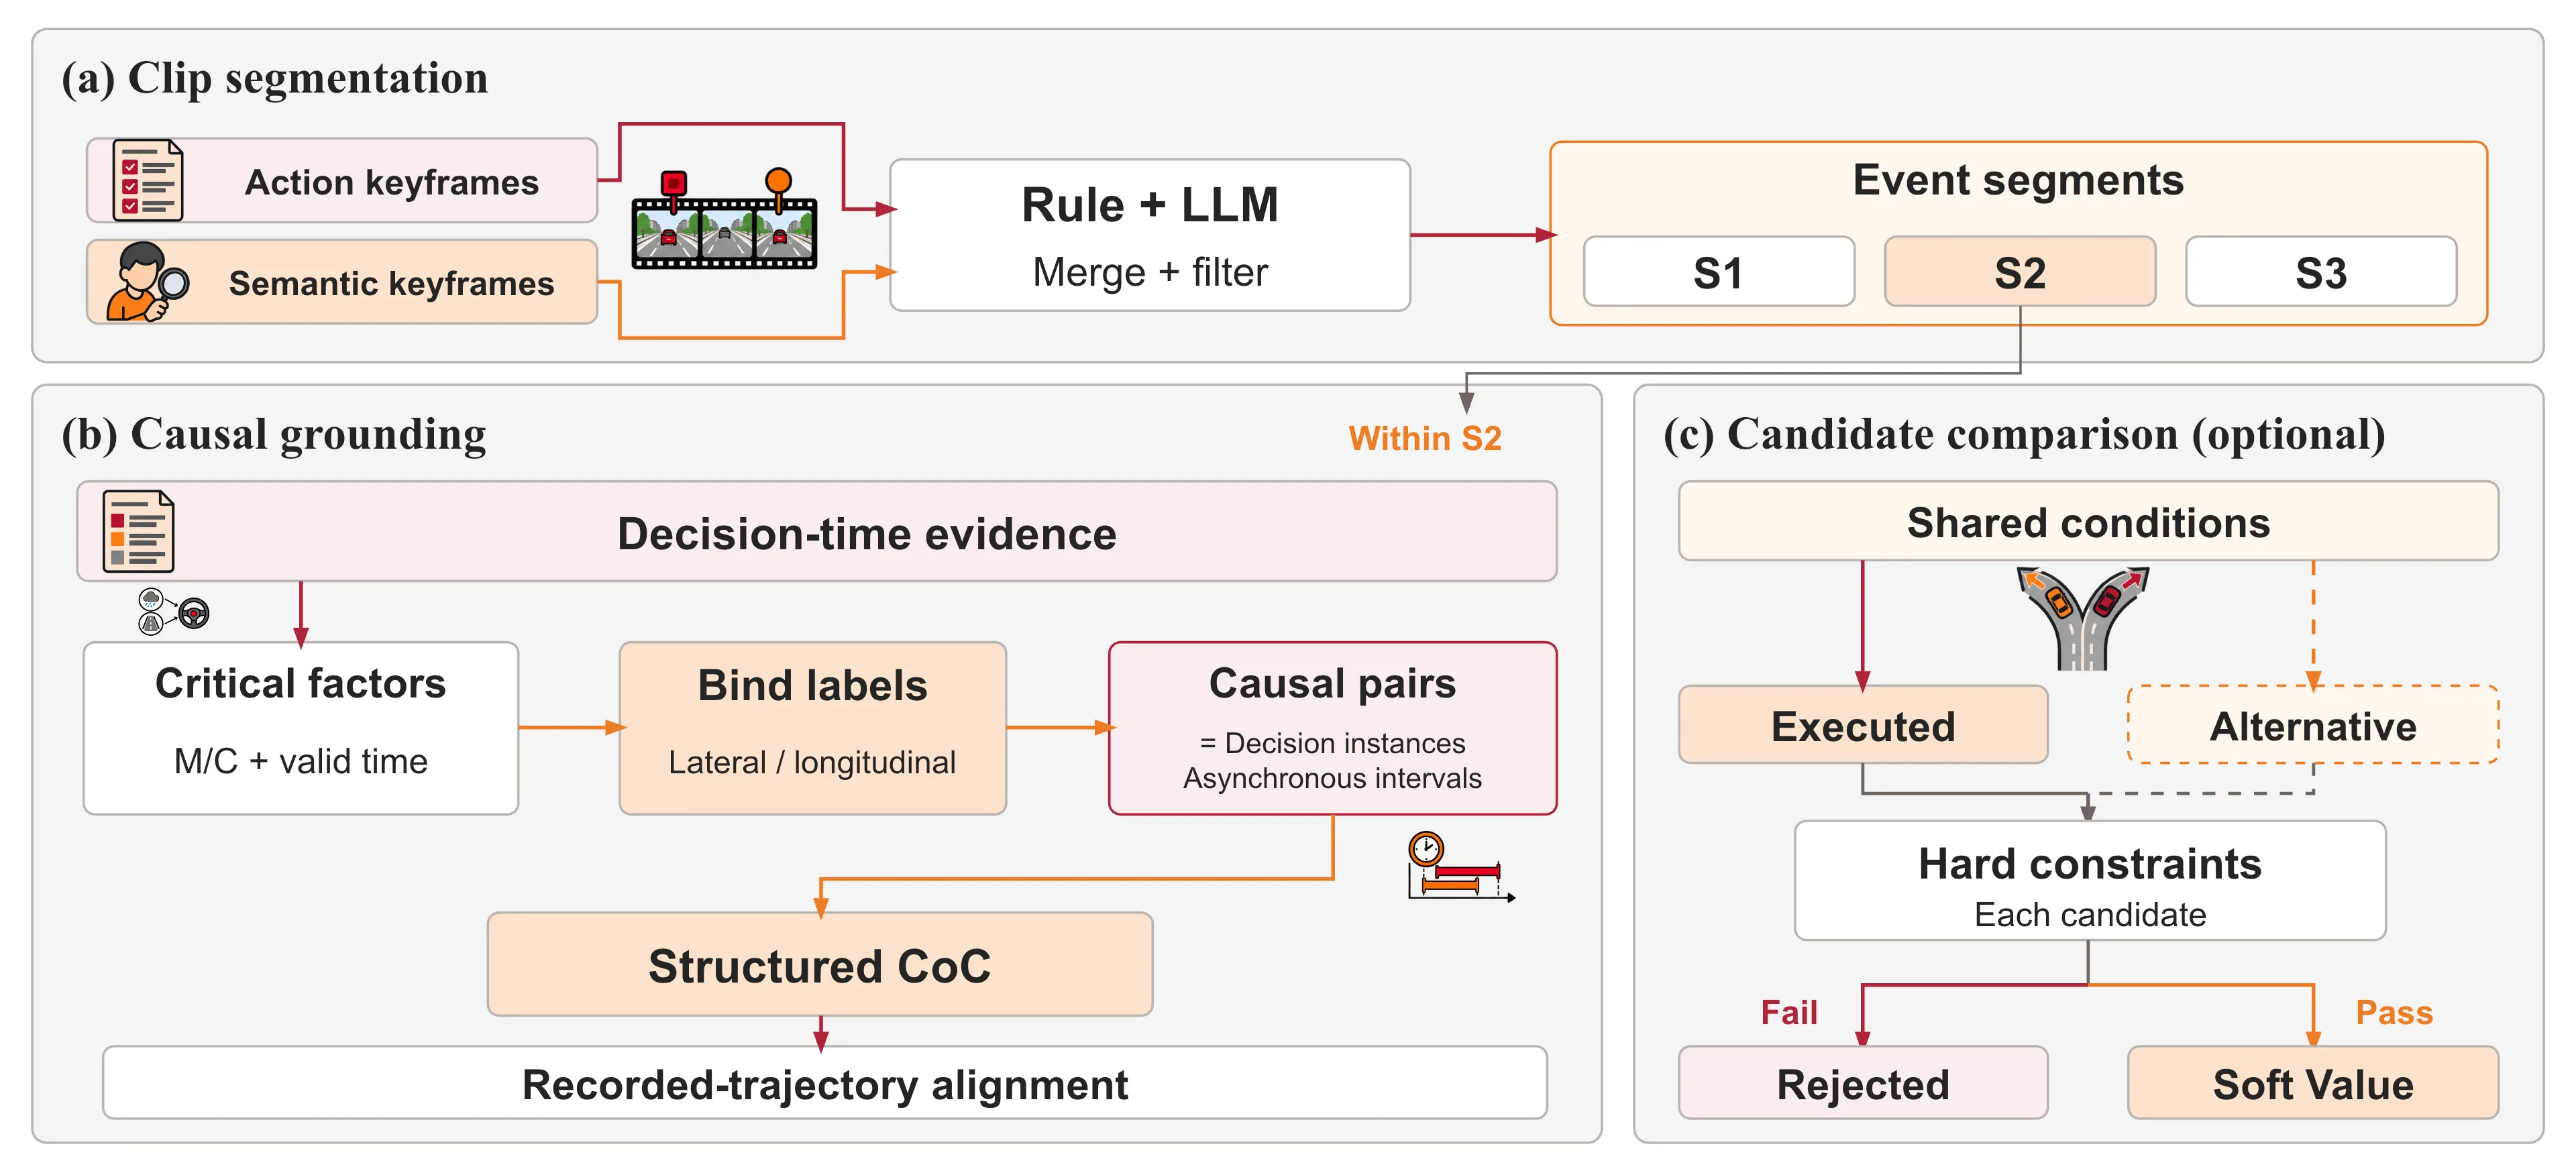 (a) Clip segmentation
Action keyframes
Semantic keyframes
Rule + LLM
Merge + filter
Event segments
S1
S2
S3
(b) Causal grounding
Within S2
Decision-time evidence
Critical factors
M/C + valid time
Bind labels
Lateral / longitudinal
Causal pairs
= Decision instances
Asynchronous intervals
Structured CoC
Recorded-trajectory alignment
(c) Candidate comparison (optional)
Shared conditions
Executed
Alternative
Hard constraints
Each candidate
Fail
Pass
Rejected
Soft Value